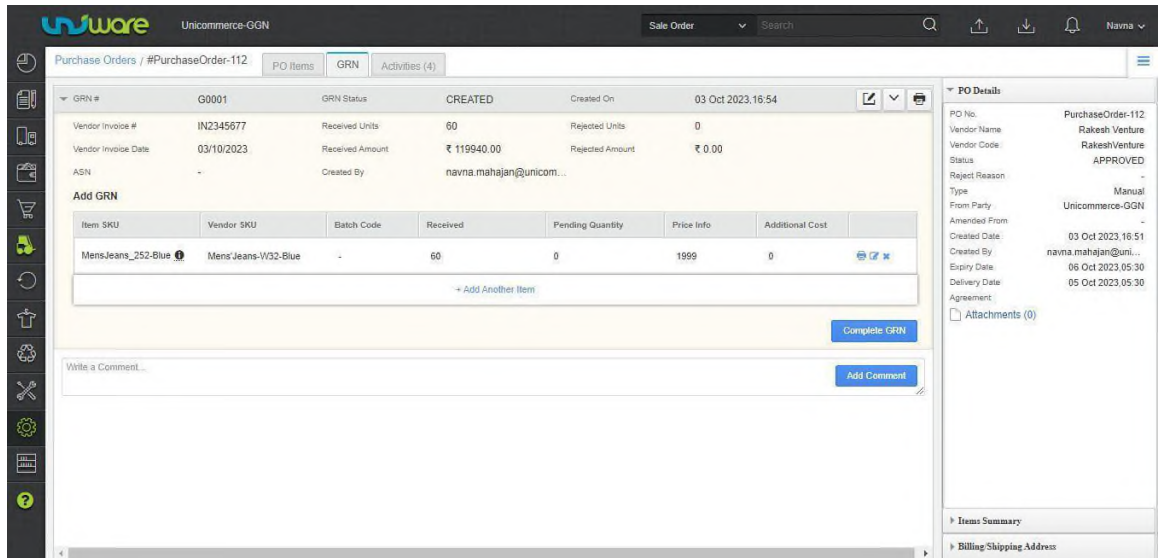 uniware Unicommerce-GGN Sale Order Search Navna
Purchase Orders / #PurchaseOrder-112 PO Items GRN Activities (4)
GRN # G0001 GRN Status CREATED Created On 03 Oct 2023,16:54
Vendor Invoice # IN2345677 Received Units 60 Rejected Units 0
Vendor Invoice Date 03/10/2023 Received Amount ₹ 119940.00 Rejected Amount ₹ 0.00
ASN - Created By navna.mahajan@unicom...
Add GRN
Item SKU Vendor SKU Batch Code Received Pending Quantity Price Info Additional Cost
MensJeans_252-Blue Mens'Jeans-W32-Blue - 60 0 1999 0
+ Add Another Item
Complete GRN
Write a Comment...
Add Comment
PO Details
PO No. PurchaseOrder-112
Vendor Name Rakesh Venture
Vendor Code RakeshVenture
Status APPROVED
Reject Reason -
Type Manual
From Party Unicommerce-GGN
Amended From -
Created Date 03 Oct 2023,16:51
Created By navna.mahajan@uni...
Expiry Date 06 Oct 2023,05:30
Delivery Date 05 Oct 2023,05:30
Agreement
Attachments (0)
Items Summary
Billing/Shipping Address